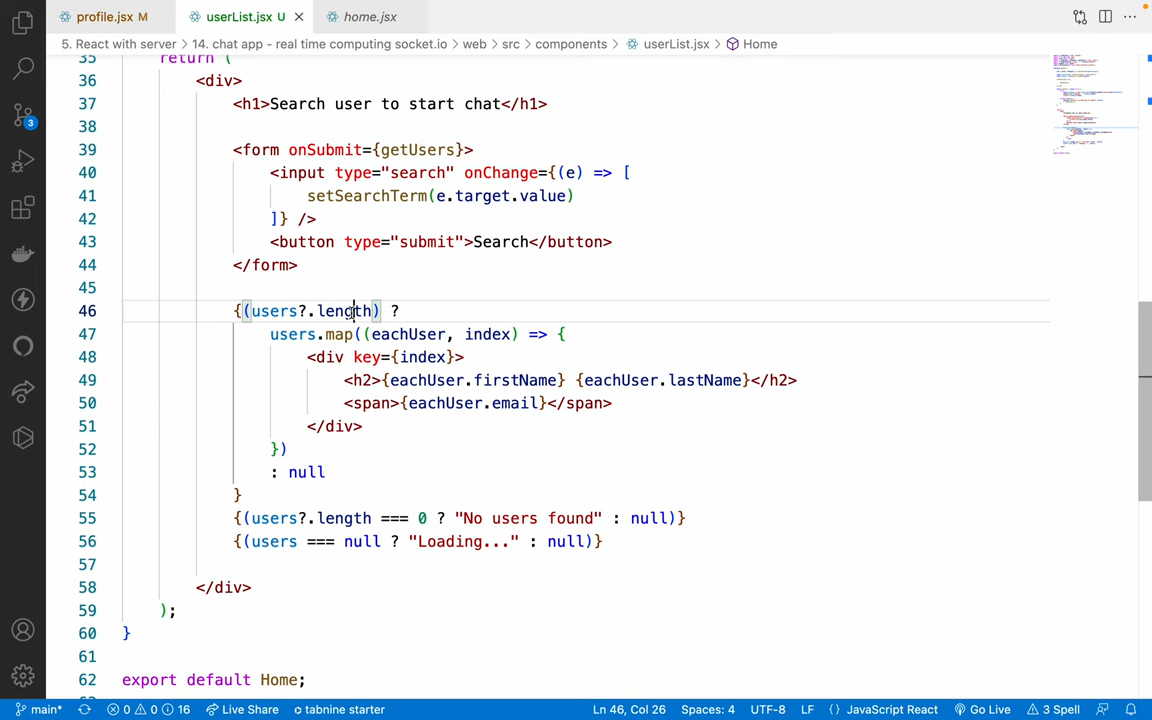 profile.jsx M
userList.jsx U
home.jsx
5. React with server > 14. chat app - real time computing socket.io > web > src > components > userList.jsx > Home
35 return (
36 <div>
37 <h1>Search user to start chat</h1>
38
39 <form onSubmit={getUsers}>
40 <input type="search" onChange={(e) => [
41 setSearchTerm(e.target.value)
42 ]} />
43 <button type="submit">Search</button>
44 </form>
45
46 {(users?.length) ?
47 users.map((eachUser, index) => {
48 <div key={index}>
49 <h2>{eachUser.firstName} {eachUser.lastName}</h2>
50 <span>{eachUser.email}</span>
51 </div>
52 })
53 : null
54 }
55 {(users?.length === 0 ? "No users found" : null)}
56 {(users === null ? "Loading..." : null)}
57
58 </div>
59 );
60 }
61
62 export default Home;
3
main* 0 0 16 Live Share tabnine starter Ln 46, Col 26 Spaces: 4 UTF-8 LF {} JavaScript React Go Live 3 Spell